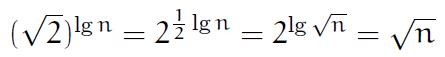 (√2)^{lg n} = 2^{\frac{1}{2} lg n} = 2^{lg √n} = √n